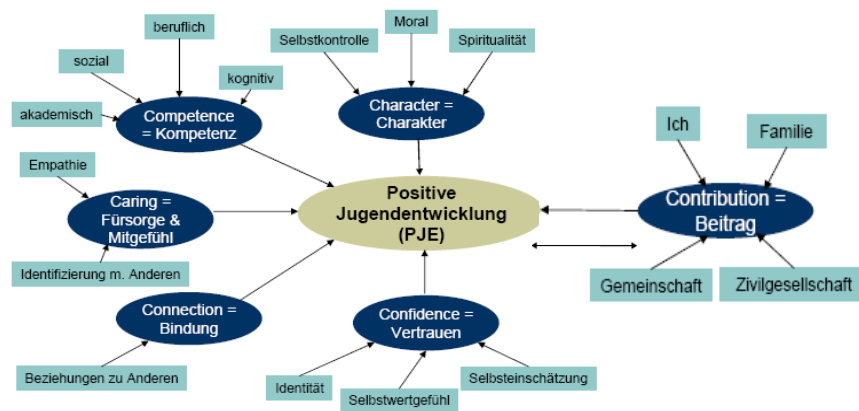 beruflich
sozial
kognitiv
akademisch
Competence
= Kompetenz
Moral
Selbstkontrolle
Spiritualität
Character =
Charakter
Ich
Familie
Empathie
Caring =
Fürsorge &
Mitgefühl
Identifizierung m. Anderen
Positive
Jugendentwicklung
(PJE)
Contribution =
Beitrag
Gemeinschaft
Zivilgesellschaft
Connection =
Bindung
Beziehungen zu Anderen
Confidence =
Vertrauen
Identität
Selbstwertgefühl
Selbsteinschätzung